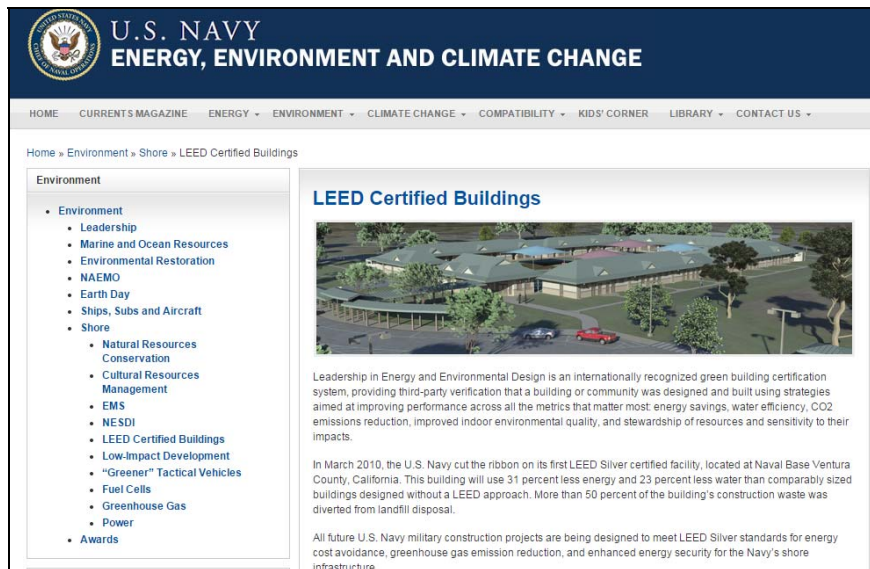 U.S. NAVY
ENERGY, ENVIRONMENT AND CLIMATE CHANGE
HOME CURRENTS MAGAZINE ENERGY ENVIRONMENT CLIMATE CHANGE COMPATIBILITY KIDS' CORNER LIBRARY CONTACT US
Home » Environment » Shore » LEED Certified Buildings
Environment
Environment
Leadership
Marine and Ocean Resources
Environmental Restoration
NAEMO
Earth Day
Ships, Subs and Aircraft
Shore
Natural Resources
Conservation
Cultural Resources
Management
EMS
NESDI
LEED Certified Buildings
Low-Impact Development
“Greener” Tactical Vehicles
Fuel Cells
Greenhouse Gas
Power
Awards
LEED Certified Buildings
Leadership in Energy and Environmental Design is an internationally recognized green building certification
system, providing third-party verification that a building or community was designed and built using strategies
aimed at improving performance across all the metrics that matter most: energy savings, water efficiency, CO2
emissions reduction, improved indoor environmental quality, and stewardship of resources and sensitivity to their
impacts.
In March 2010, the U.S. Navy cut the ribbon on its first LEED Silver certified facility, located at Naval Base Ventura
County, California. This building will use 31 percent less energy and 23 percent less water than comparably sized
buildings designed without a LEED approach. More than 50 percent of the building's construction waste was
diverted from landfill disposal.
All future U.S. Navy military construction projects are being designed to meet LEED Silver standards for energy
cost avoidance, greenhouse gas emission reduction, and enhanced energy security for the Navy's shore
infrastructure.